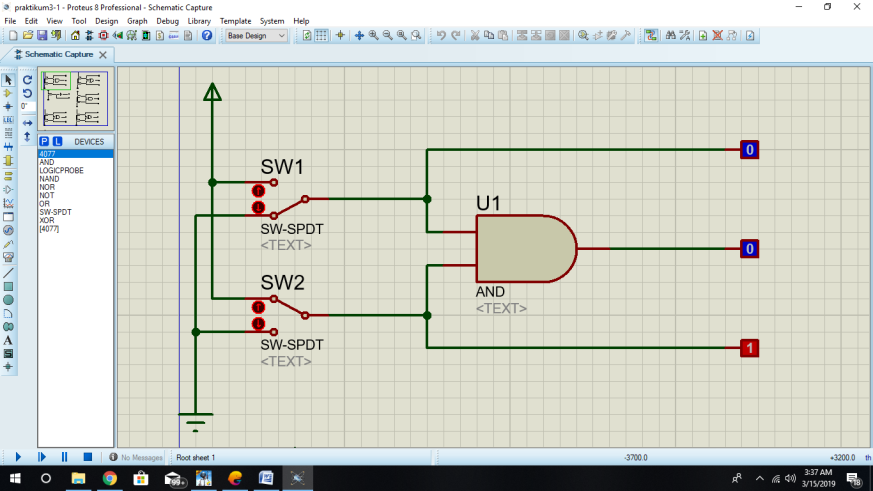 praktikum3-1 - Proteus 8 Professional - Schematic Capture
File Edit View Tool Design Graph Debug Library Template System Help
Base Design
Schematic Capture
0°
P L DEVICES
4077
AND
LOGICPROBE
NAND
NOR
NOT
OR
SW-SPDT
XOR
[4077]
LBL
A
SW1
SW-SPDT
<TEXT>
SW2
SW-SPDT
<TEXT>
U1
AND
<TEXT>
0
0
1
No Messages
Root sheet 1
-3700.0
+3200.0
th
99+
3:37 AM
3/15/2019
18